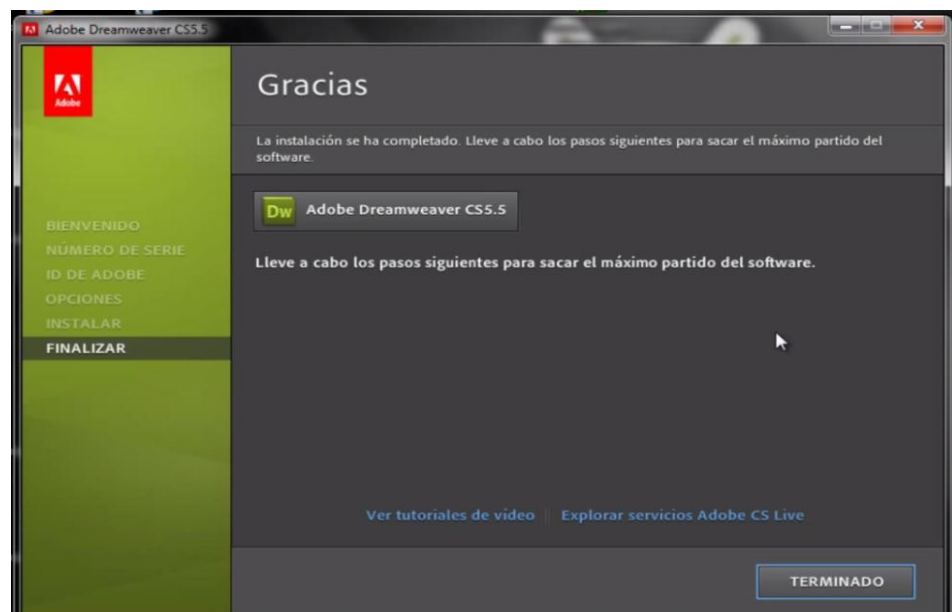 Adobe Dreamweaver CS5.5
Adobe
Gracias
La instalación se ha completado. Lleve a cabo los pasos siguientes para sacar el máximo partido del
software.
BIENVENIDO
NÚMERO DE SERIE
ID DE ADOBE
OPCIONES
INSTALAR
FINALIZAR
Dw Adobe Dreamweaver CS5.5
Lleve a cabo los pasos siguientes para sacar el máximo partido del software.
Ver tutoriales de vídeo | Explorar servicios Adobe CS Live
TERMINADO